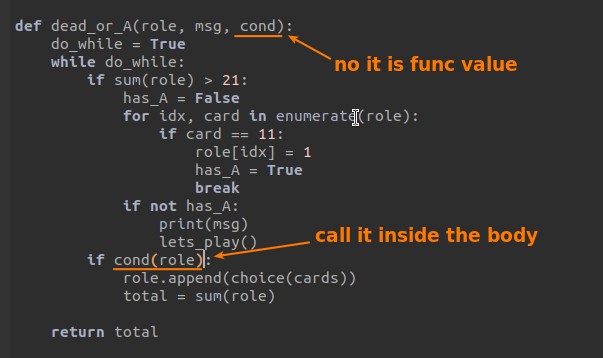 def dead_or_A(role, msg, cond):
    do_while = True
    while do_while:
no it is func value
        if sum(role) > 21:
            has_A = False
            for idx, card in enumerate(role):
                if card == 11:
                    role[idx] = 1
                    has_A = True
                    break
            if not has_A:
                print(msg)
                lets_play()
call it inside the body
        if cond(role):
            role.append(choice(cards))
            total = sum(role)
    return total